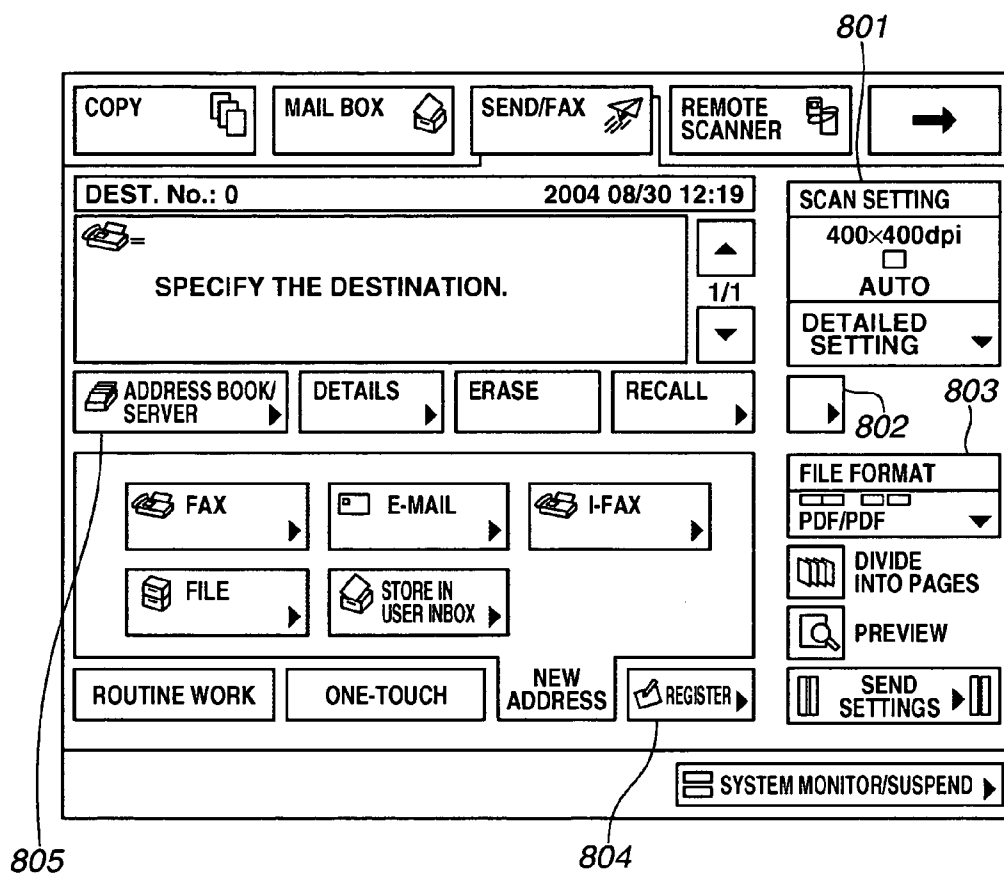 801
COPY
MAIL BOX
SEND/FAX
REMOTE
SCANNER
DEST. No.: 0 2004 08/30 12:19
=
SPECIFY THE DESTINATION.
1/1
SCAN SETTING
400×400dpi
AUTO
DETAILED
SETTING
ADDRESS BOOK/
SERVER
DETAILS
ERASE
RECALL
802
803
FAX
E-MAIL
I-FAX
FILE
STORE IN
USER INBOX
FILE FORMAT
PDF/PDF
DIVIDE
INTO PAGES
PREVIEW
ROUTINE WORK
ONE-TOUCH
NEW
ADDRESS
REGISTER
SEND
SETTINGS
SYSTEM MONITOR/SUSPEND
805
804